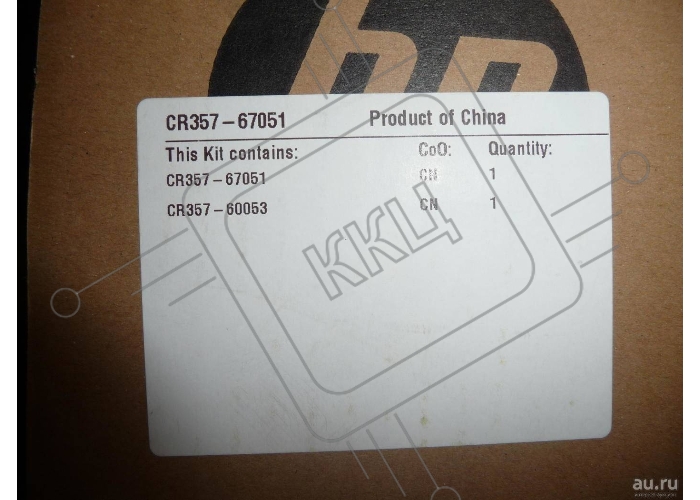 hp
CR357-67051 Product of China
This Kit contains: CoO: Quantity:
CR357-67051 CN 1
CR357-60053 CN 1
ККЦ
au.ru